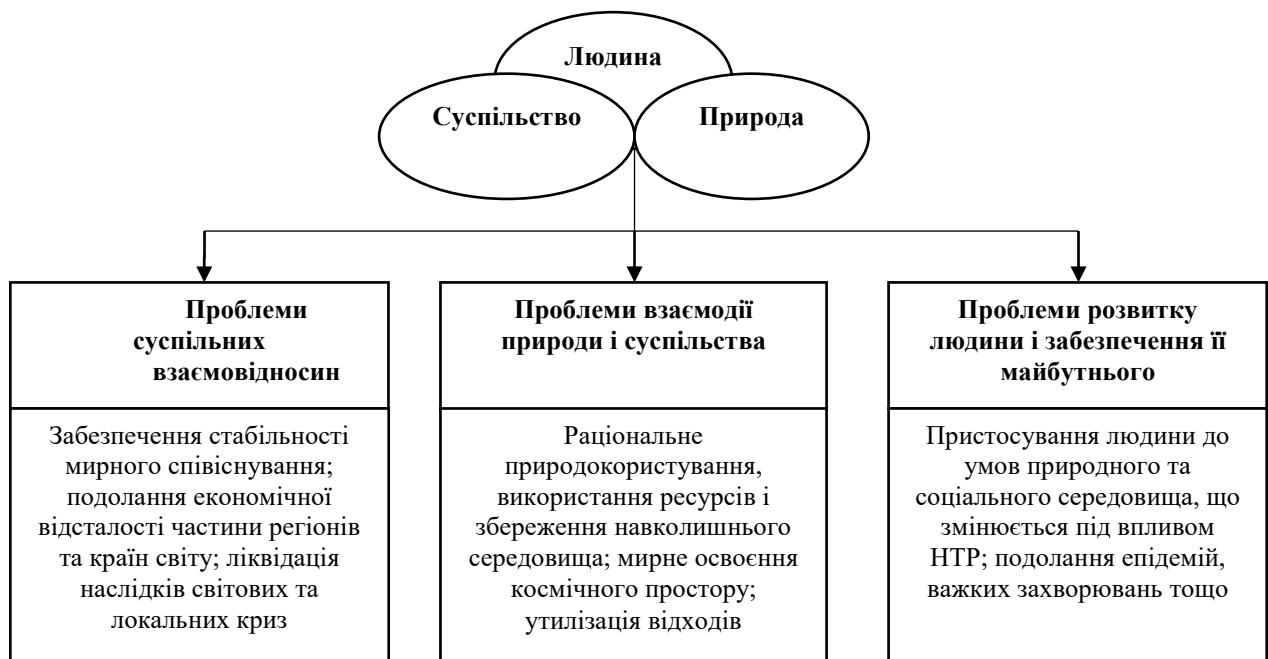 Людина
Суспільство
Природа
Проблеми
суспільних
взаємовідносин
Забезпечення стабільності
мирного співіснування;
подолання економічної
відсталості частини регіонів
та країн світу; ліквідація
наслідків світових та
локальних криз
Проблеми взаємодії
природи і суспільства
Раціональне
природокористування,
використання ресурсів і
збереження навколишнього
середовища; мирне освоєння
космічного простору;
утилізація відходів
Проблеми розвитку
людини і забезпечення її
майбутнього
Пристосування людини до
умов природного та
соціального середовища, що
змінюється під впливом
НТР; подолання епідемій,
важких захворювань тощо